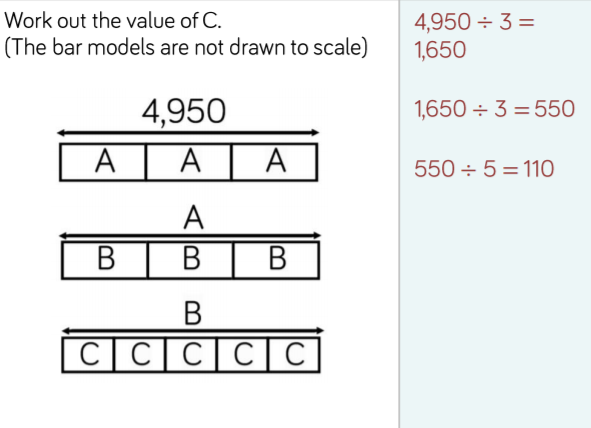 Work out the value of C.
(The bar models are not drawn to scale)
4,950
A A A
A
B B B
B
C C C C C
4,950 ÷ 3 =
1,650
1,650 ÷ 3 = 550
550 ÷ 5 = 110